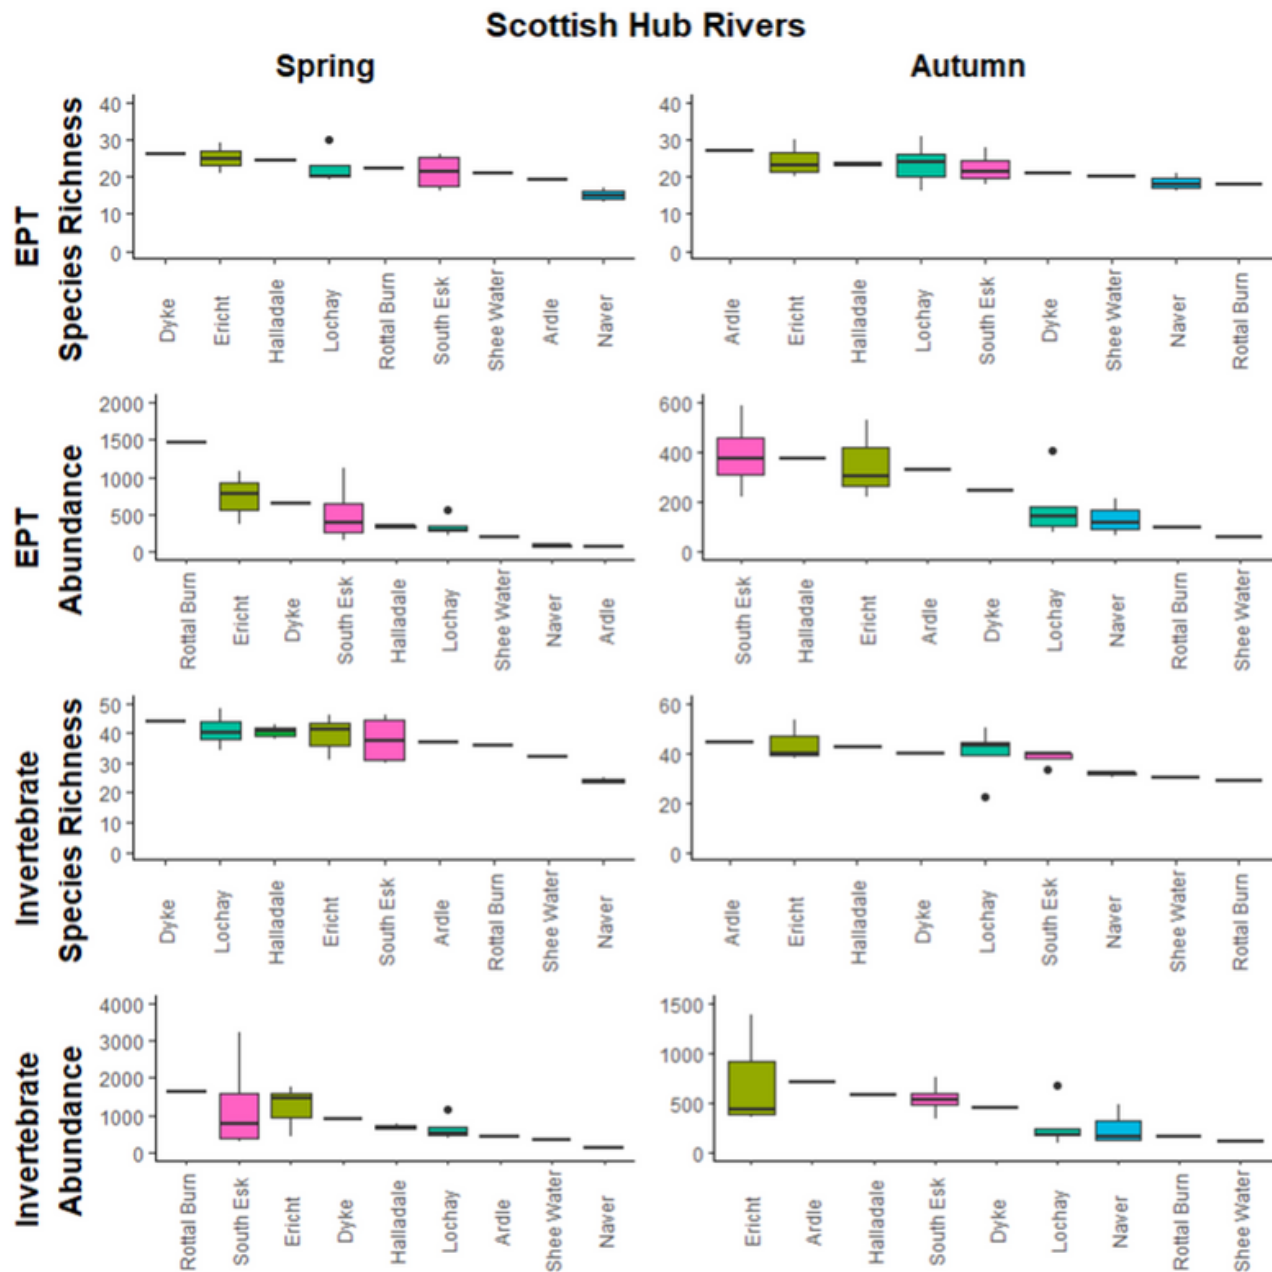 Scottish Hub Rivers
Spring
Autumn
EPT
Species Richness
40
30
20
10
0
Dyke
Ericht
Halladale
Lochay
Rottal Burn
South Esk
Shee Water
Ardle
Naver
40
30
20
10
0
Ardle
Ericht
Halladale
Lochay
South Esk
Dyke
Shee Water
Naver
Rottal Burn
EPT
Abundance
2000
1500
1000
500
0
Rottal Burn
Ericht
Dyke
South Esk
Halladale
Lochay
Shee Water
Naver
Ardle
600
400
200
0
South Esk
Halladale
Ericht
Ardle
Dyke
Lochay
Naver
Rottal Burn
Shee Water
Invertebrate
Species Richness
50
40
30
20
10
0
Dyke
Lochay
Halladale
Ericht
South Esk
Ardle
Rottal Burn
Shee Water
Naver
60
40
20
0
Ardle
Ericht
Halladale
Dyke
Lochay
South Esk
Naver
Shee Water
Rottal Burn
Invertebrate
Abundance
4000
3000
2000
1000
0
Rottal Burn
South Esk
Ericht
Dyke
Halladale
Lochay
Ardle
Shee Water
Naver
1500
1000
500
0
Ericht
Ardle
Halladale
South Esk
Dyke
Lochay
Naver
Rottal Burn
Shee Water